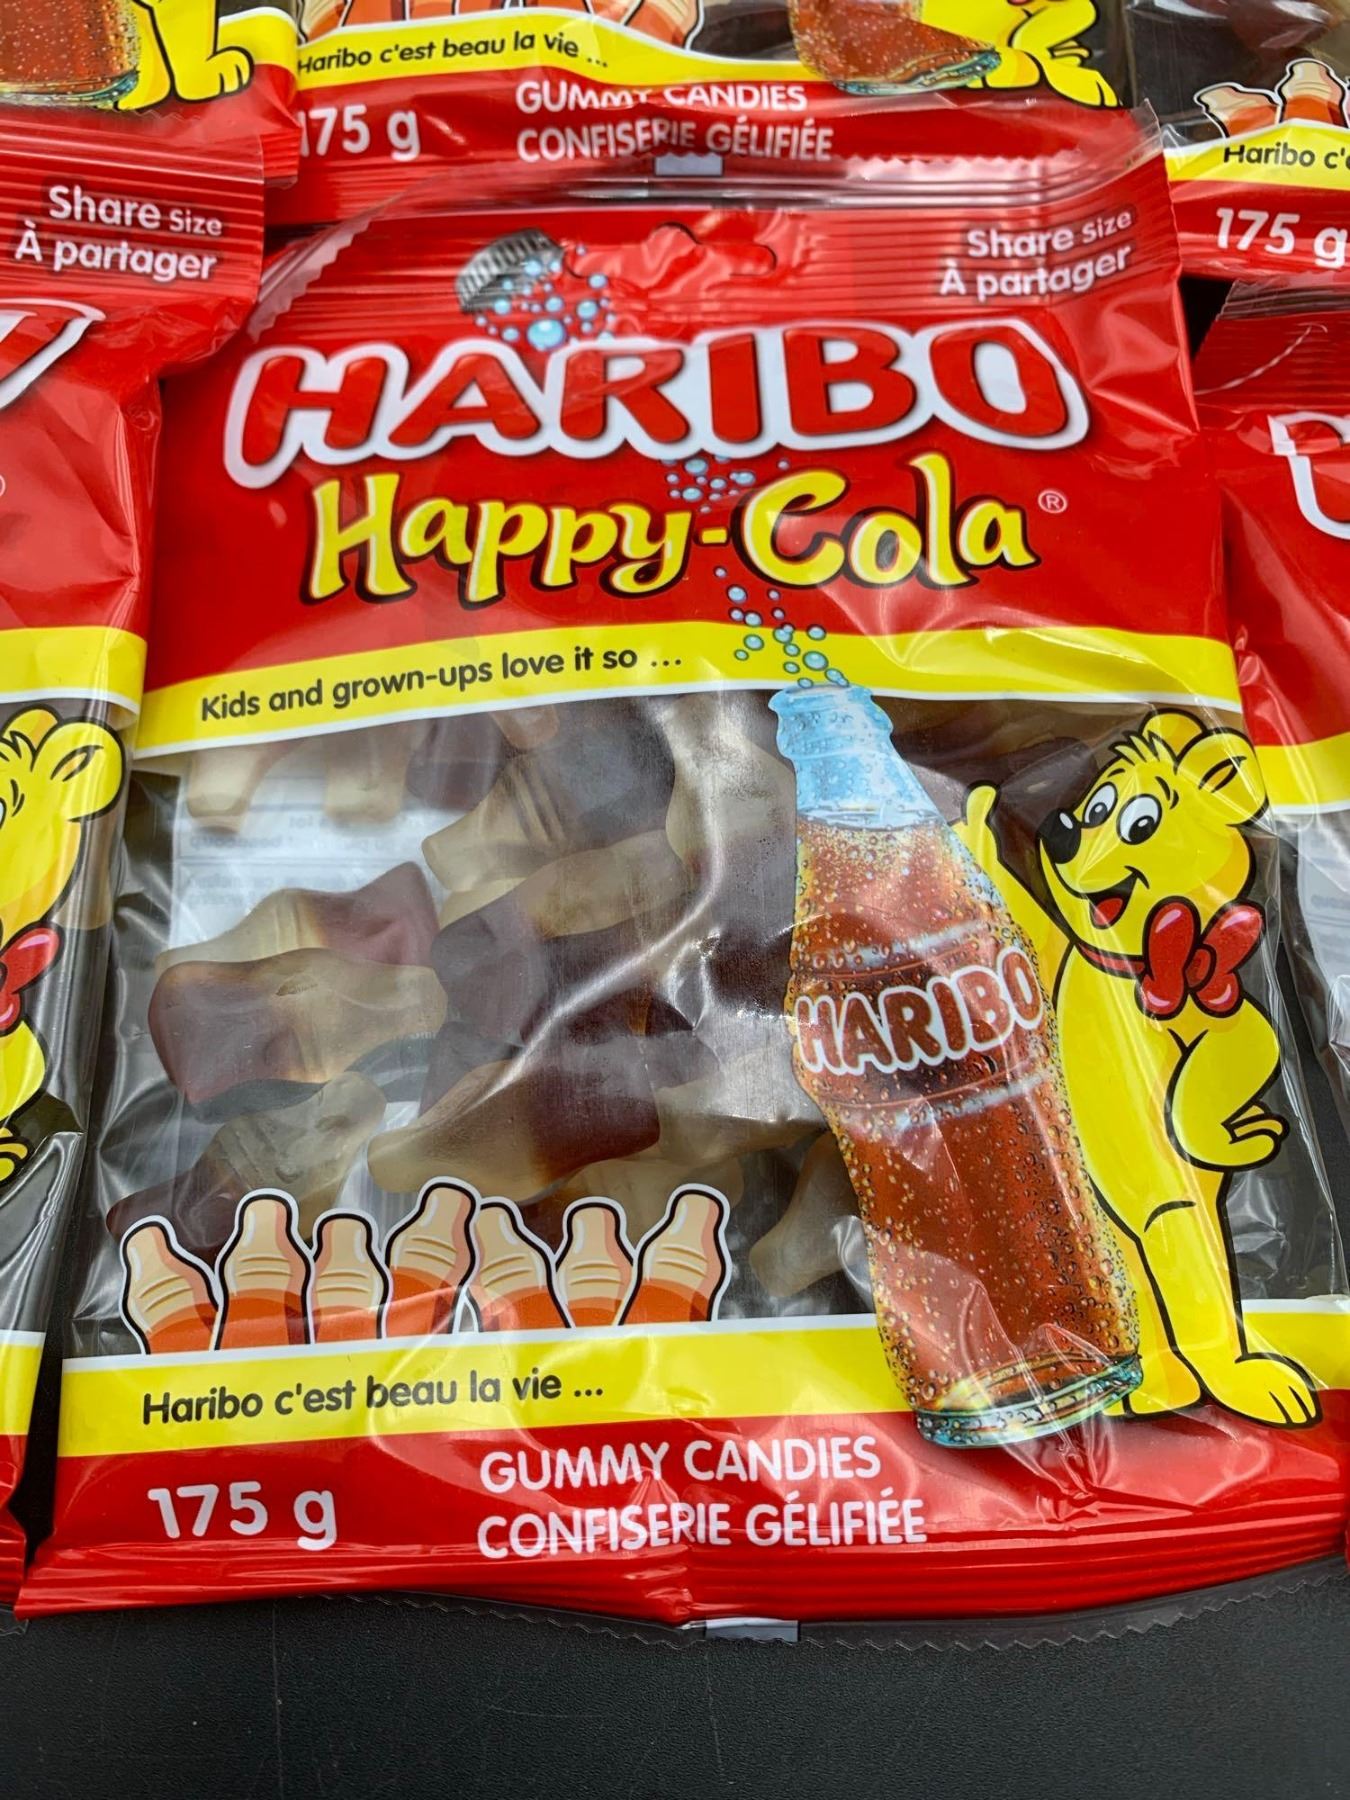 Haribo c'est beau la vie ...
175 g
GUMMY CANDIES
CONFISERIE GÉLIFIÉE
Haribo c'e
175 g
Share Size
À partager
Share Size
À partager
HARIBO
Happy-Cola®
Kids and grown-ups love it so ...
HARIBO
Haribo c'est beau la vie ...
175 g
GUMMY CANDIES
CONFISERIE GÉLIFIÉE